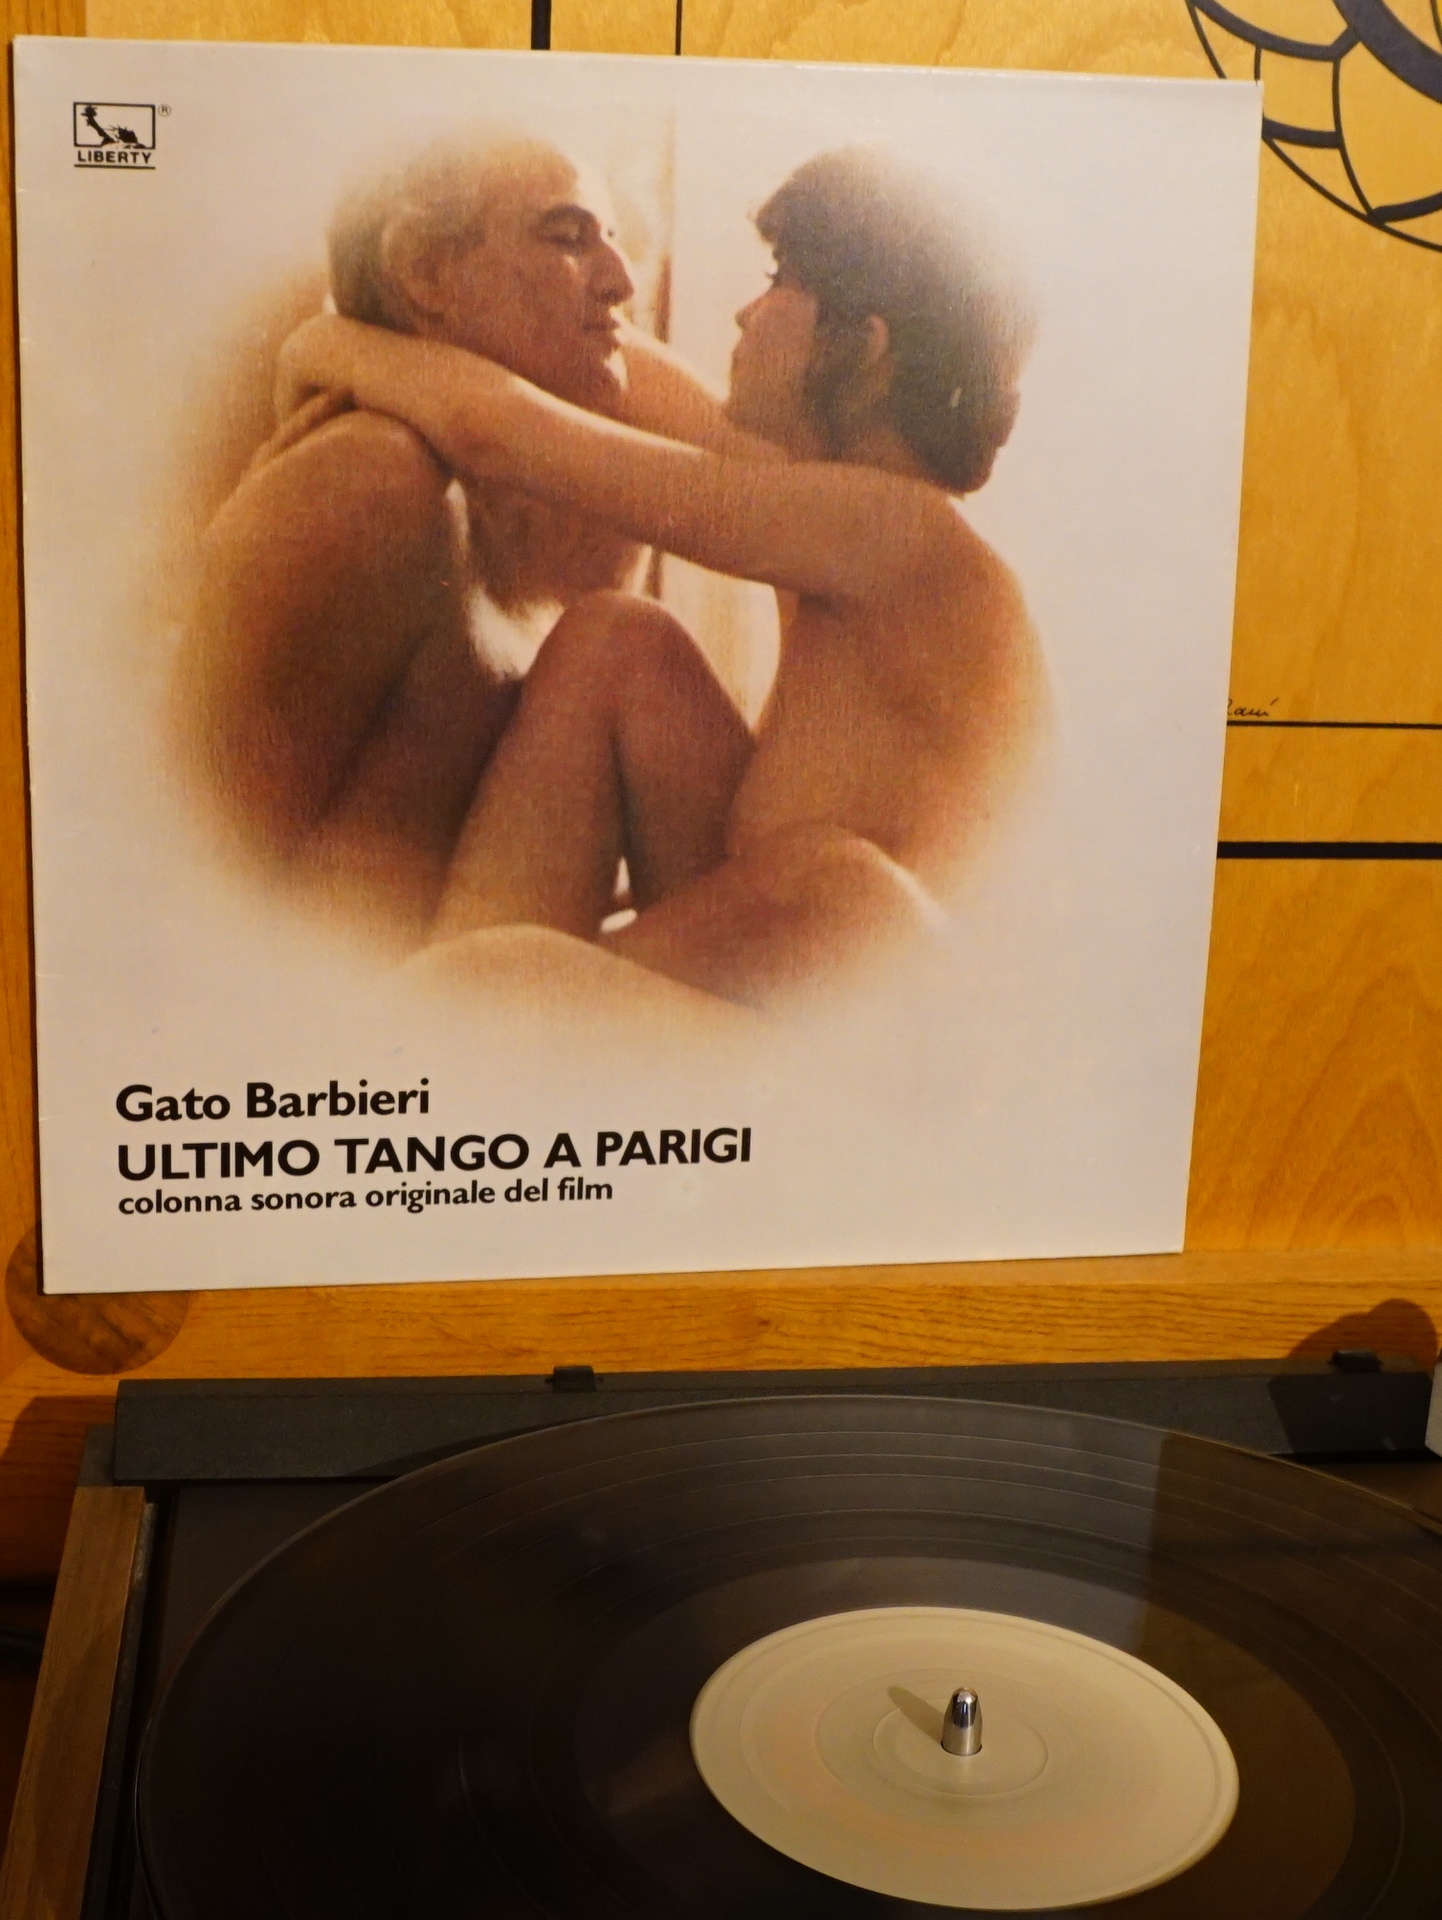 ®
LIBERTY
Gato Barbieri
ULTIMO TANGO A PARIGI
colonna sonora originale del film